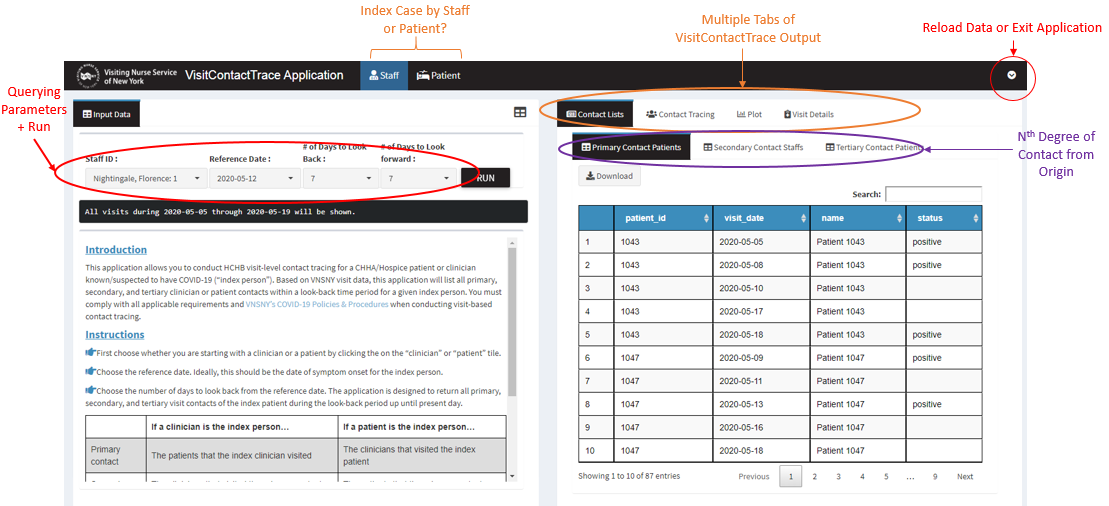 Index Case by Staff
or Patient?
Multiple Tabs of
VisitContactTrace Output
Reload Data or Exit Application
Visiting Nurse Service
of New York
VisitContactTrace Application
Staff
Patient
Querying
Parameters
+ Run
Input Data
Staff ID :
Reference Date :
# of Days to Look
Back :
# of Days to Look
forward :
Nightingale, Florence: 1
2020-05-12
7
7
RUN
All visits during 2020-05-05 through 2020-05-19 will be shown.
Introduction
This application allows you to conduct HCHB visit-level contact tracing for a CHHA/Hospice patient or clinician
known/suspected to have COVID-19 ("index person"). Based on VNSNY visit data, this application will list all primary,
secondary, and tertiary clinician or patient contacts within a look-back time period for a given index person. You must
comply with all applicable requirements and VNSNY's COVID-19 Policies & Procedures when conducting visit-based
contact tracing.
Instructions
First choose whether you are starting with a clinician or a patient by clicking the on the "clinician" or "patient" tile.
Choose the reference date. Ideally, this should be the date of symptom onset for the index person.
Choose the number of days to look back from the reference date. The application is designed to return all primary,
secondary, and tertiary visit contacts of the index patient during the look-back period up until present day.
If a clinician is the index person...
If a patient is the index person...
Primary
contact
The patients that the index clinician visited
The clinicians that visited the index
patient
Contact Lists
Contact Tracing
Plot
Visit Details
Primary Contact Patients
Secondary Contact Staffs
Tertiary Contact Patients
Nth Degree of
Contact from
Origin
Download
Search:
patient_id visit_date name status
1 1043 2020-05-05 Patient 1043 positive
2 1043 2020-05-08 Patient 1043 positive
3 1043 2020-05-10 Patient 1043
4 1043 2020-05-17 Patient 1043
5 1043 2020-05-18 Patient 1043 positive
6 1047 2020-05-09 Patient 1047 positive
7 1047 2020-05-11 Patient 1047
8 1047 2020-05-13 Patient 1047 positive
9 1047 2020-05-16 Patient 1047
10 1047 2020-05-18 Patient 1047
Showing 1 to 10 of 87 entries
Previous 1 2 3 4 5 ... 9 Next